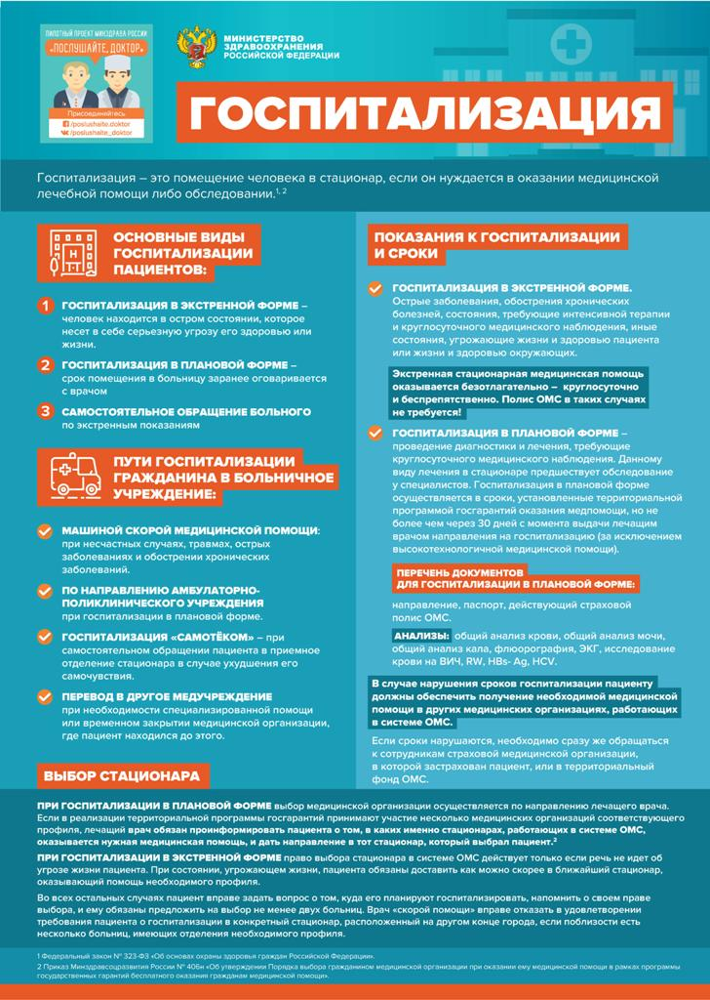 ПИЛОТНЫЙ ПРОЕКТ МИНЗДРАВА РОССИИ
«ПОСЛУШАЙТЕ, ДОКТОР»
Присоединяйтесь
/poslushaite.doktor
/poslushaite_doktor
МИНИСТЕРСТВО
ЗДРАВООХРАНЕНИЯ
РОССИЙСКОЙ ФЕДЕРАЦИИ
ГОСПИТАЛИЗАЦИЯ
Госпитализация – это помещение человека в стационар, если он нуждается в оказании медицинской
лечебной помощи либо обследовании.1, 2
ОСНОВНЫЕ ВИДЫ
ГОСПИТАЛИЗАЦИИ
ПАЦИЕНТОВ:
1 ГОСПИТАЛИЗАЦИЯ В ЭКСТРЕННОЙ ФОРМЕ –
человек находится в остром состоянии, которое
несет в себе серьезную угрозу его здоровью или
жизни.
2 ГОСПИТАЛИЗАЦИЯ В ПЛАНОВОЙ ФОРМЕ –
срок помещения в больницу заранее оговаривается
с врачом
3 САМОСТОЯТЕЛЬНОЕ ОБРАЩЕНИЕ БОЛЬНОГО
по экстренным показаниям
H
ПУТИ ГОСПИТАЛИЗАЦИИ
ГРАЖДАНИНА В БОЛЬНИЧНОЕ
УЧРЕЖДЕНИЕ:
МАШИНОЙ СКОРОЙ МЕДИЦИНСКОЙ ПОМОЩИ:
при несчастных случаях, травмах, острых
заболеваниях и обострении хронических
заболеваний.
ПО НАПРАВЛЕНИЮ АМБУЛАТОРНО-
ПОЛИКЛИНИЧЕСКОГО УЧРЕЖДЕНИЯ
при госпитализации в плановой форме.
ГОСПИТАЛИЗАЦИЯ «САМОТЁКОМ» – при
самостоятельном обращении пациента в приемное
отделение стационара в случае ухудшения его
самочувствия.
ПЕРЕВОД В ДРУГОЕ МЕДУЧРЕЖДЕНИЕ
при необходимости специализированной помощи
или временном закрытии медицинской организации,
где пациент находился до этого.
ПОКАЗАНИЯ К ГОСПИТАЛИЗАЦИИ
И СРОКИ
ГОСПИТАЛИЗАЦИЯ В ЭКСТРЕННОЙ ФОРМЕ.
Острые заболевания, обострения хронических
болезней, состояния, требующие интенсивной терапии
и круглосуточного медицинского наблюдения, иные
состояния, угрожающие жизни и здоровью пациента
или жизни и здоровью окружающих.
Экстренная стационарная медицинская помощь
оказывается безотлагательно – круглосуточно
и беспрепятственно. Полис ОМС в таких случаях
не требуется!
ГОСПИТАЛИЗАЦИЯ В ПЛАНОВОЙ ФОРМЕ –
проведение диагностики и лечения, требующие
круглосуточного медицинского наблюдения. Данному
виду лечения в стационаре предшествует обследование
у специалистов. Госпитализация в плановой форме
осуществляется в сроки, установленные территориальной
программой госгарантий оказания медпомощи, но не
более чем через 30 дней с момента выдачи лечащим
врачом направления на госпитализацию (за исключением
высокотехнологичной медицинской помощи).
ПЕРЕЧЕНЬ ДОКУМЕНТОВ
ДЛЯ ГОСПИТАЛИЗАЦИИ В ПЛАНОВОЙ ФОРМЕ:
направление, паспорт, действующий страховой
полис ОМС.
АНАЛИЗЫ: общий анализ крови, общий анализ мочи,
общий анализ кала, флюорография, ЭКГ, исследование
крови на ВИЧ, RW, HBs- Ag, HCV.
В случае нарушения сроков госпитализации пациенту
должны обеспечить получение необходимой медицинской
помощи в других медицинских организациях, работающих
в системе ОМС.
Если сроки нарушаются, необходимо сразу же обращаться
к сотрудникам страховой медицинской организации,
в которой застрахован пациент, или в территориальный
фонд ОМС.
ВЫБОР СТАЦИОНАРА
ПРИ ГОСПИТАЛИЗАЦИИ В ПЛАНОВОЙ ФОРМЕ выбор медицинской организации осуществляется по направлению лечащего врача.
Если в реализации территориальной программы госгарантий принимают участие несколько медицинских организаций соответствующего
профиля, лечащий врач обязан проинформировать пациента о том, в каких именно стационарах, работающих в системе ОМС,
оказывается нужная медицинская помощь, и дать направление в тот стационар, который выбрал пациент.2
ПРИ ГОСПИТАЛИЗАЦИИ В ЭКСТРЕННОЙ ФОРМЕ право выбора стационара в системе ОМС действует только если речь не идет об
угрозе жизни пациента. При состоянии, угрожающем жизни, пациента обязаны доставить как можно скорее в ближайший стационар,
оказывающий помощь необходимого профиля.
Во всех остальных случаях пациент вправе задать вопрос о том, куда его планируют госпитализировать, напомнить о своем праве
выбора, и ему обязаны предложить на выбор не менее двух больниц. Врач «скорой помощи» вправе отказать в удовлетворении
требования пациента о госпитализации в конкретный стационар, расположенный на другом конце города, если поблизости есть
несколько больниц, имеющих отделения необходимого профиля.
1 Федеральный закон № 323-ФЗ «Об основах охраны здоровья граждан Российской Федерации».
2 Приказ Минздравсоцразвития России № 406н «Об утверждении Порядка выбора гражданином медицинской организации при оказании ему медицинской помощи в рамках программы
государственных гарантий бесплатного оказания гражданам медицинской помощи».